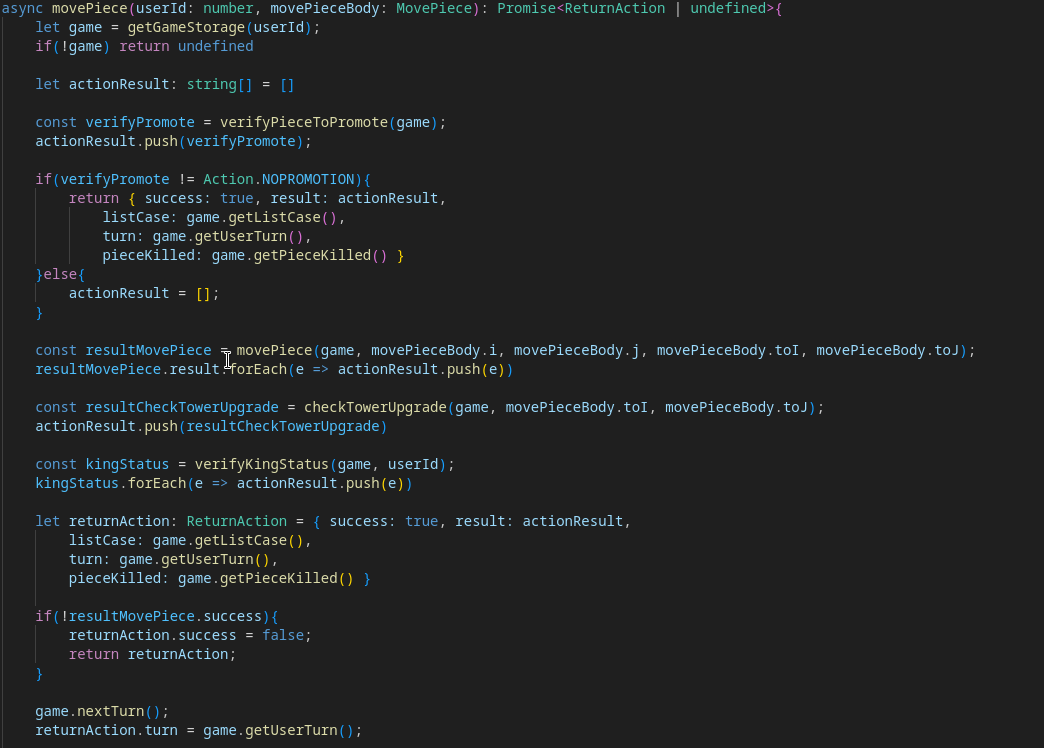 async movePiece(userId: number, movePieceBody: MovePiece): Promise<ReturnAction | undefined>{
    let game = getGameStorage(userId);
    if(!game) return undefined

    let actionResult: string[] = []

    const verifyPromote = verifyPieceToPromote(game);
    actionResult.push(verifyPromote);

    if(verifyPromote != Action.NOPROMOTION){
        return { success: true, result: actionResult,
            listCase: game.getListCase(),
            turn: game.getUserTurn(),
            pieceKilled: game.getPieceKilled() }
    }else{
        actionResult = [];
    }

    const resultMovePiece = movePiece(game, movePieceBody.i, movePieceBody.j, movePieceBody.toI, movePieceBody.toJ);
    resultMovePiece.result.forEach(e => actionResult.push(e))

    const resultCheckTowerUpgrade = checkTowerUpgrade(game, movePieceBody.toI, movePieceBody.toJ);
    actionResult.push(resultCheckTowerUpgrade)

    const kingStatus = verifyKingStatus(game, userId);
    kingStatus.forEach(e => actionResult.push(e))

    let returnAction: ReturnAction = { success: true, result: actionResult,
        listCase: game.getListCase(),
        turn: game.getUserTurn(),
        pieceKilled: game.getPieceKilled() }

    if(!resultMovePiece.success){
        returnAction.success = false;
        return returnAction;
    }

    game.nextTurn();
    returnAction.turn = game.getUserTurn();